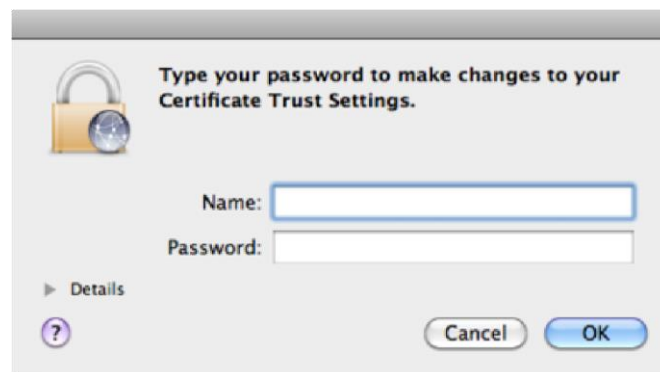 Type your password to make changes to your
Certificate Trust Settings.
Name:
Password:
Details
?
Cancel
OK